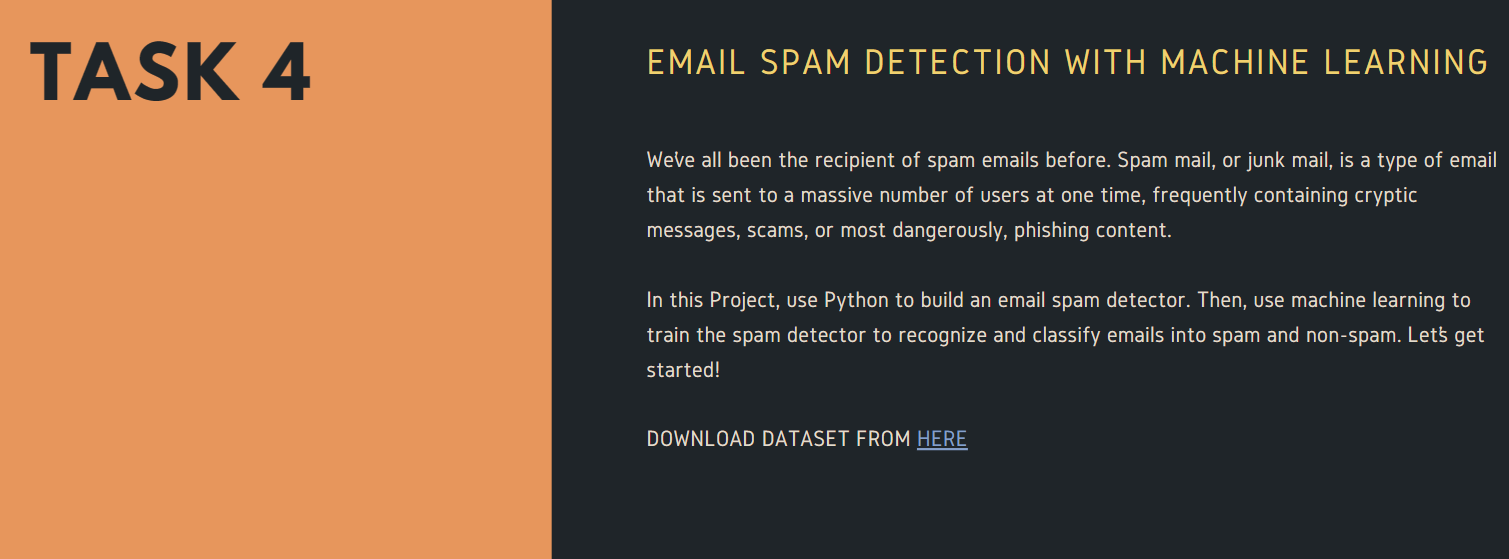 TASK 4
EMAIL SPAM DETECTION WITH MACHINE LEARNING
We've all been the recipient of spam emails before. Spam mail, or junk mail, is a type of email
that is sent to a massive number of users at one time, frequently containing cryptic
messages, scams, or most dangerously, phishing content.
In this Project, use Python to build an email spam detector. Then, use machine learning to
train the spam detector to recognize and classify emails into spam and non-spam. Let's get
started!
DOWNLOAD DATASET FROM HERE